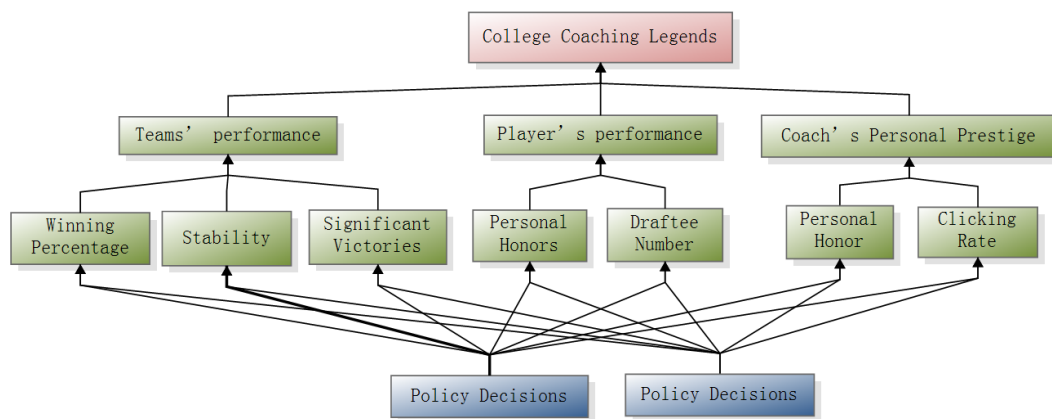 College Coaching Legends
Teams’ performance
Player’s performance
Coach’s Personal Prestige
Winning
Percentage
Stability
Significant
Victories
Personal
Honors
Draftee
Number
Personal
Honor
Clicking
Rate
Policy Decisions
Policy Decisions